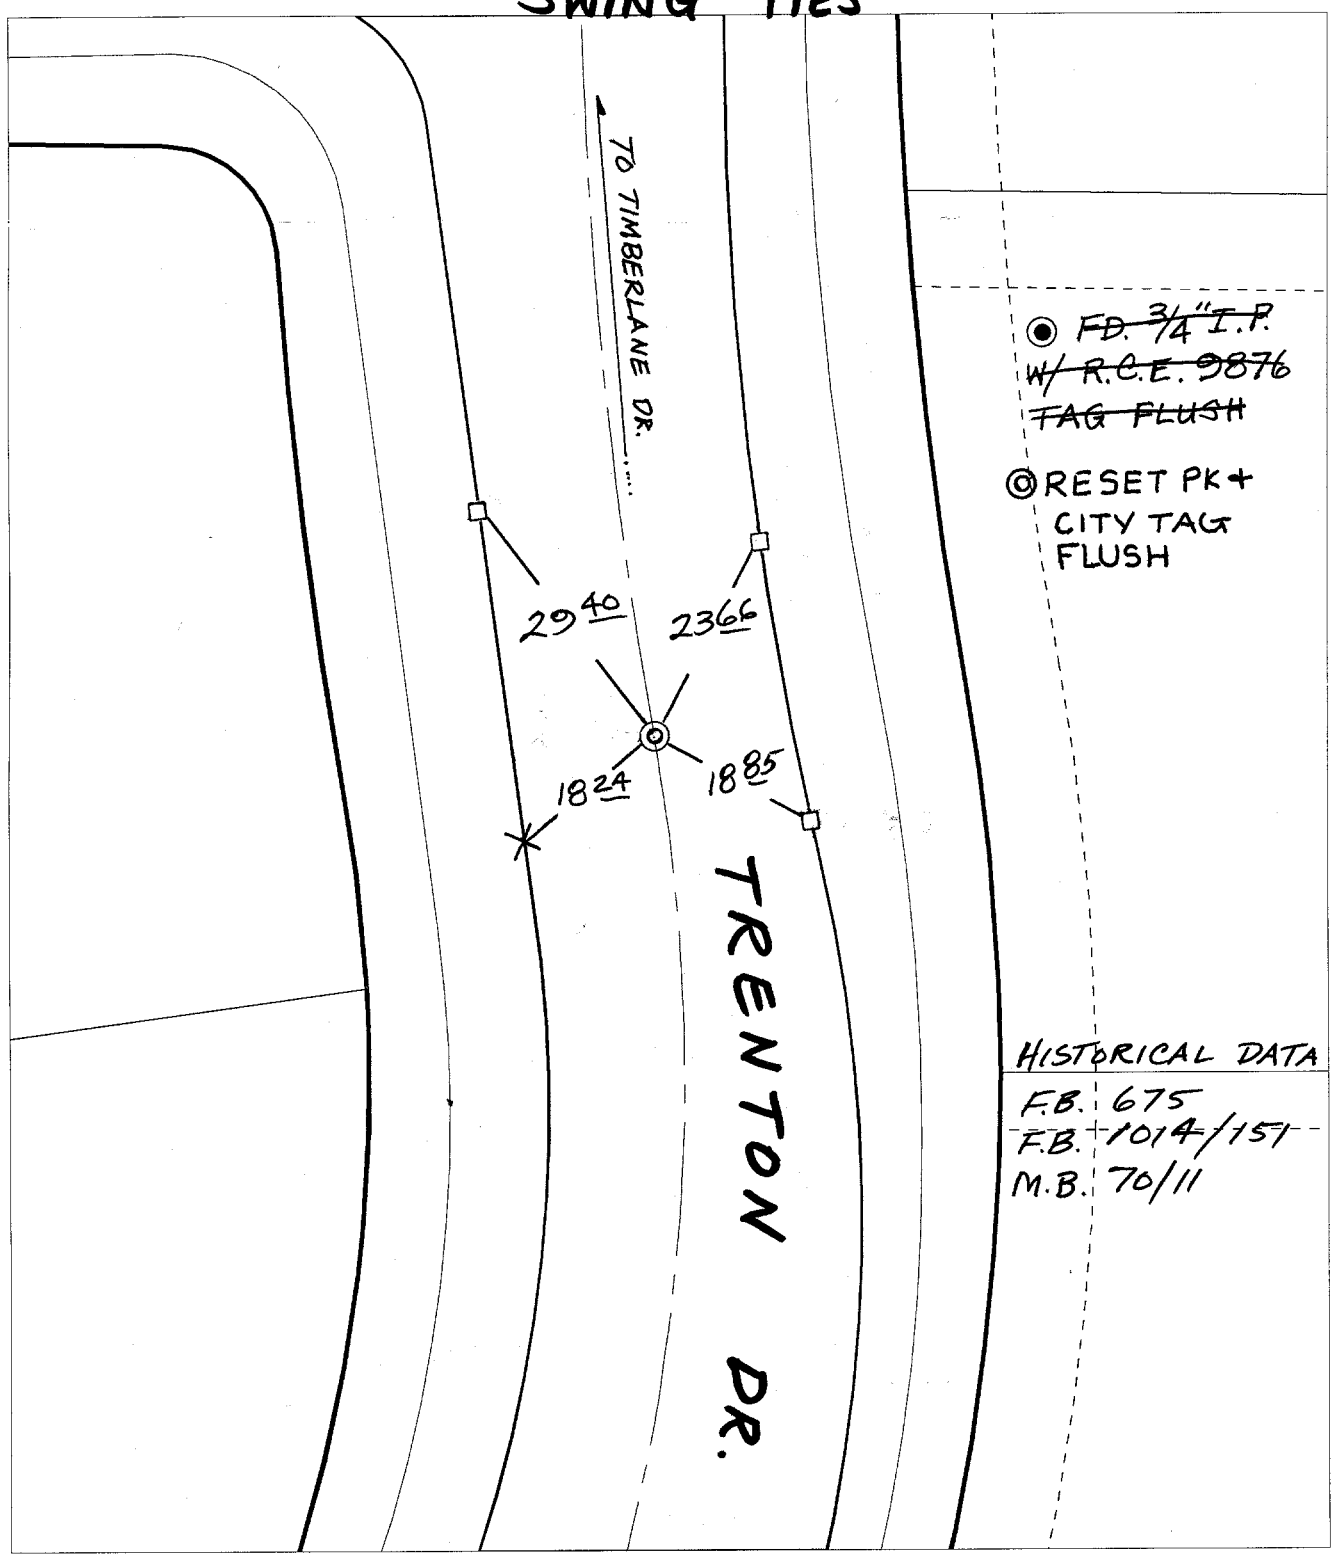 SWING TIES
TO TIMBERLANE DR.
FD. 3/4" I.P.
W/ R.C.E. 9876
TAG FLUSH
RESET PK +
CITY TAG
FLUSH
29 40
23 66
18 24
18 85
TRENTON DR.
HISTORICAL DATA
F.B. 675
F.B. 1014/151
M.B. 70/11